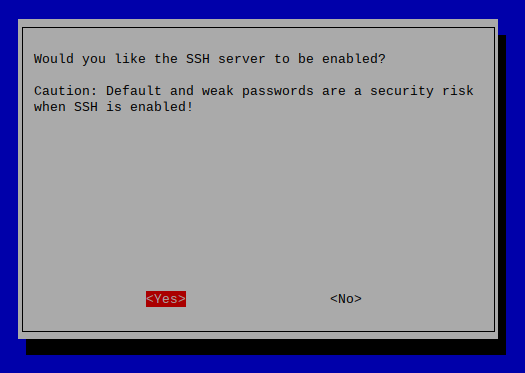 Would you like the SSH server to be enabled?
Caution: Default and weak passwords are a security risk
when SSH is enabled!
<Yes> <No>